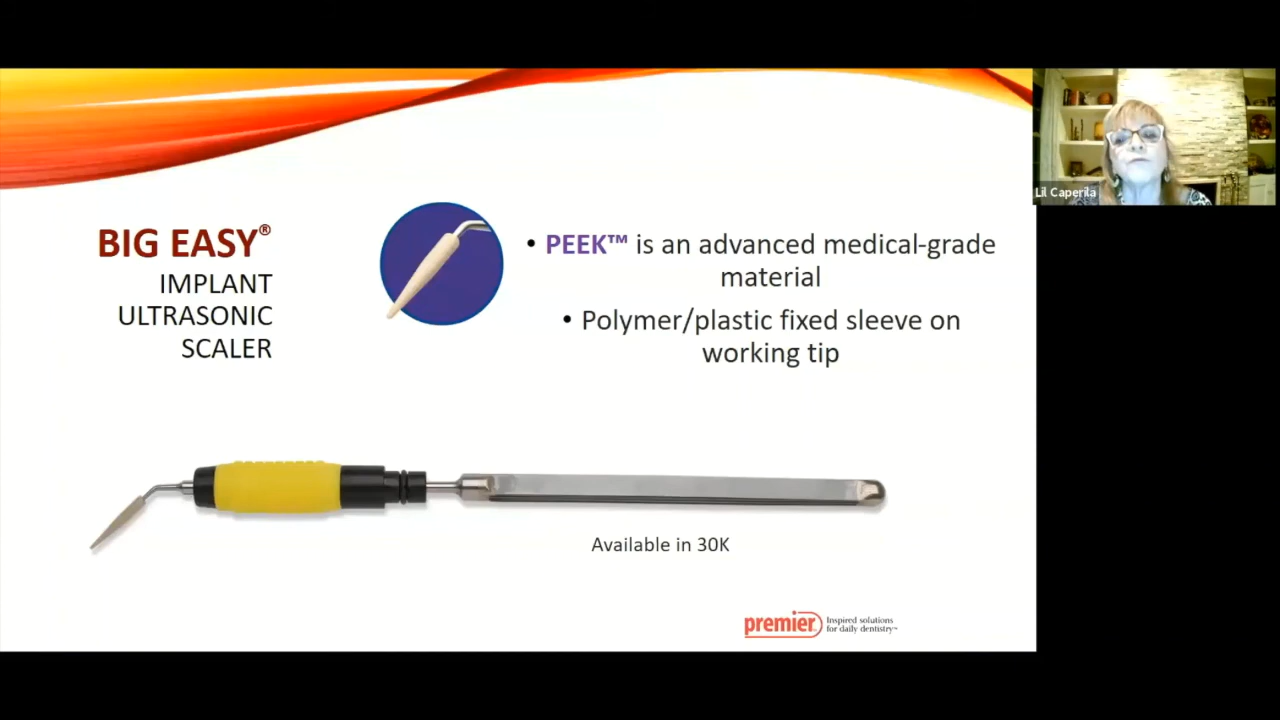 Lil Caperila
BIG EASY®
IMPLANT
ULTRASONIC
SCALER
• PEEK™ is an advanced medical-grade
material
• Polymer/plastic fixed sleeve on
working tip
Available in 30K
premier
Inspired solutions
for daily dentistry™